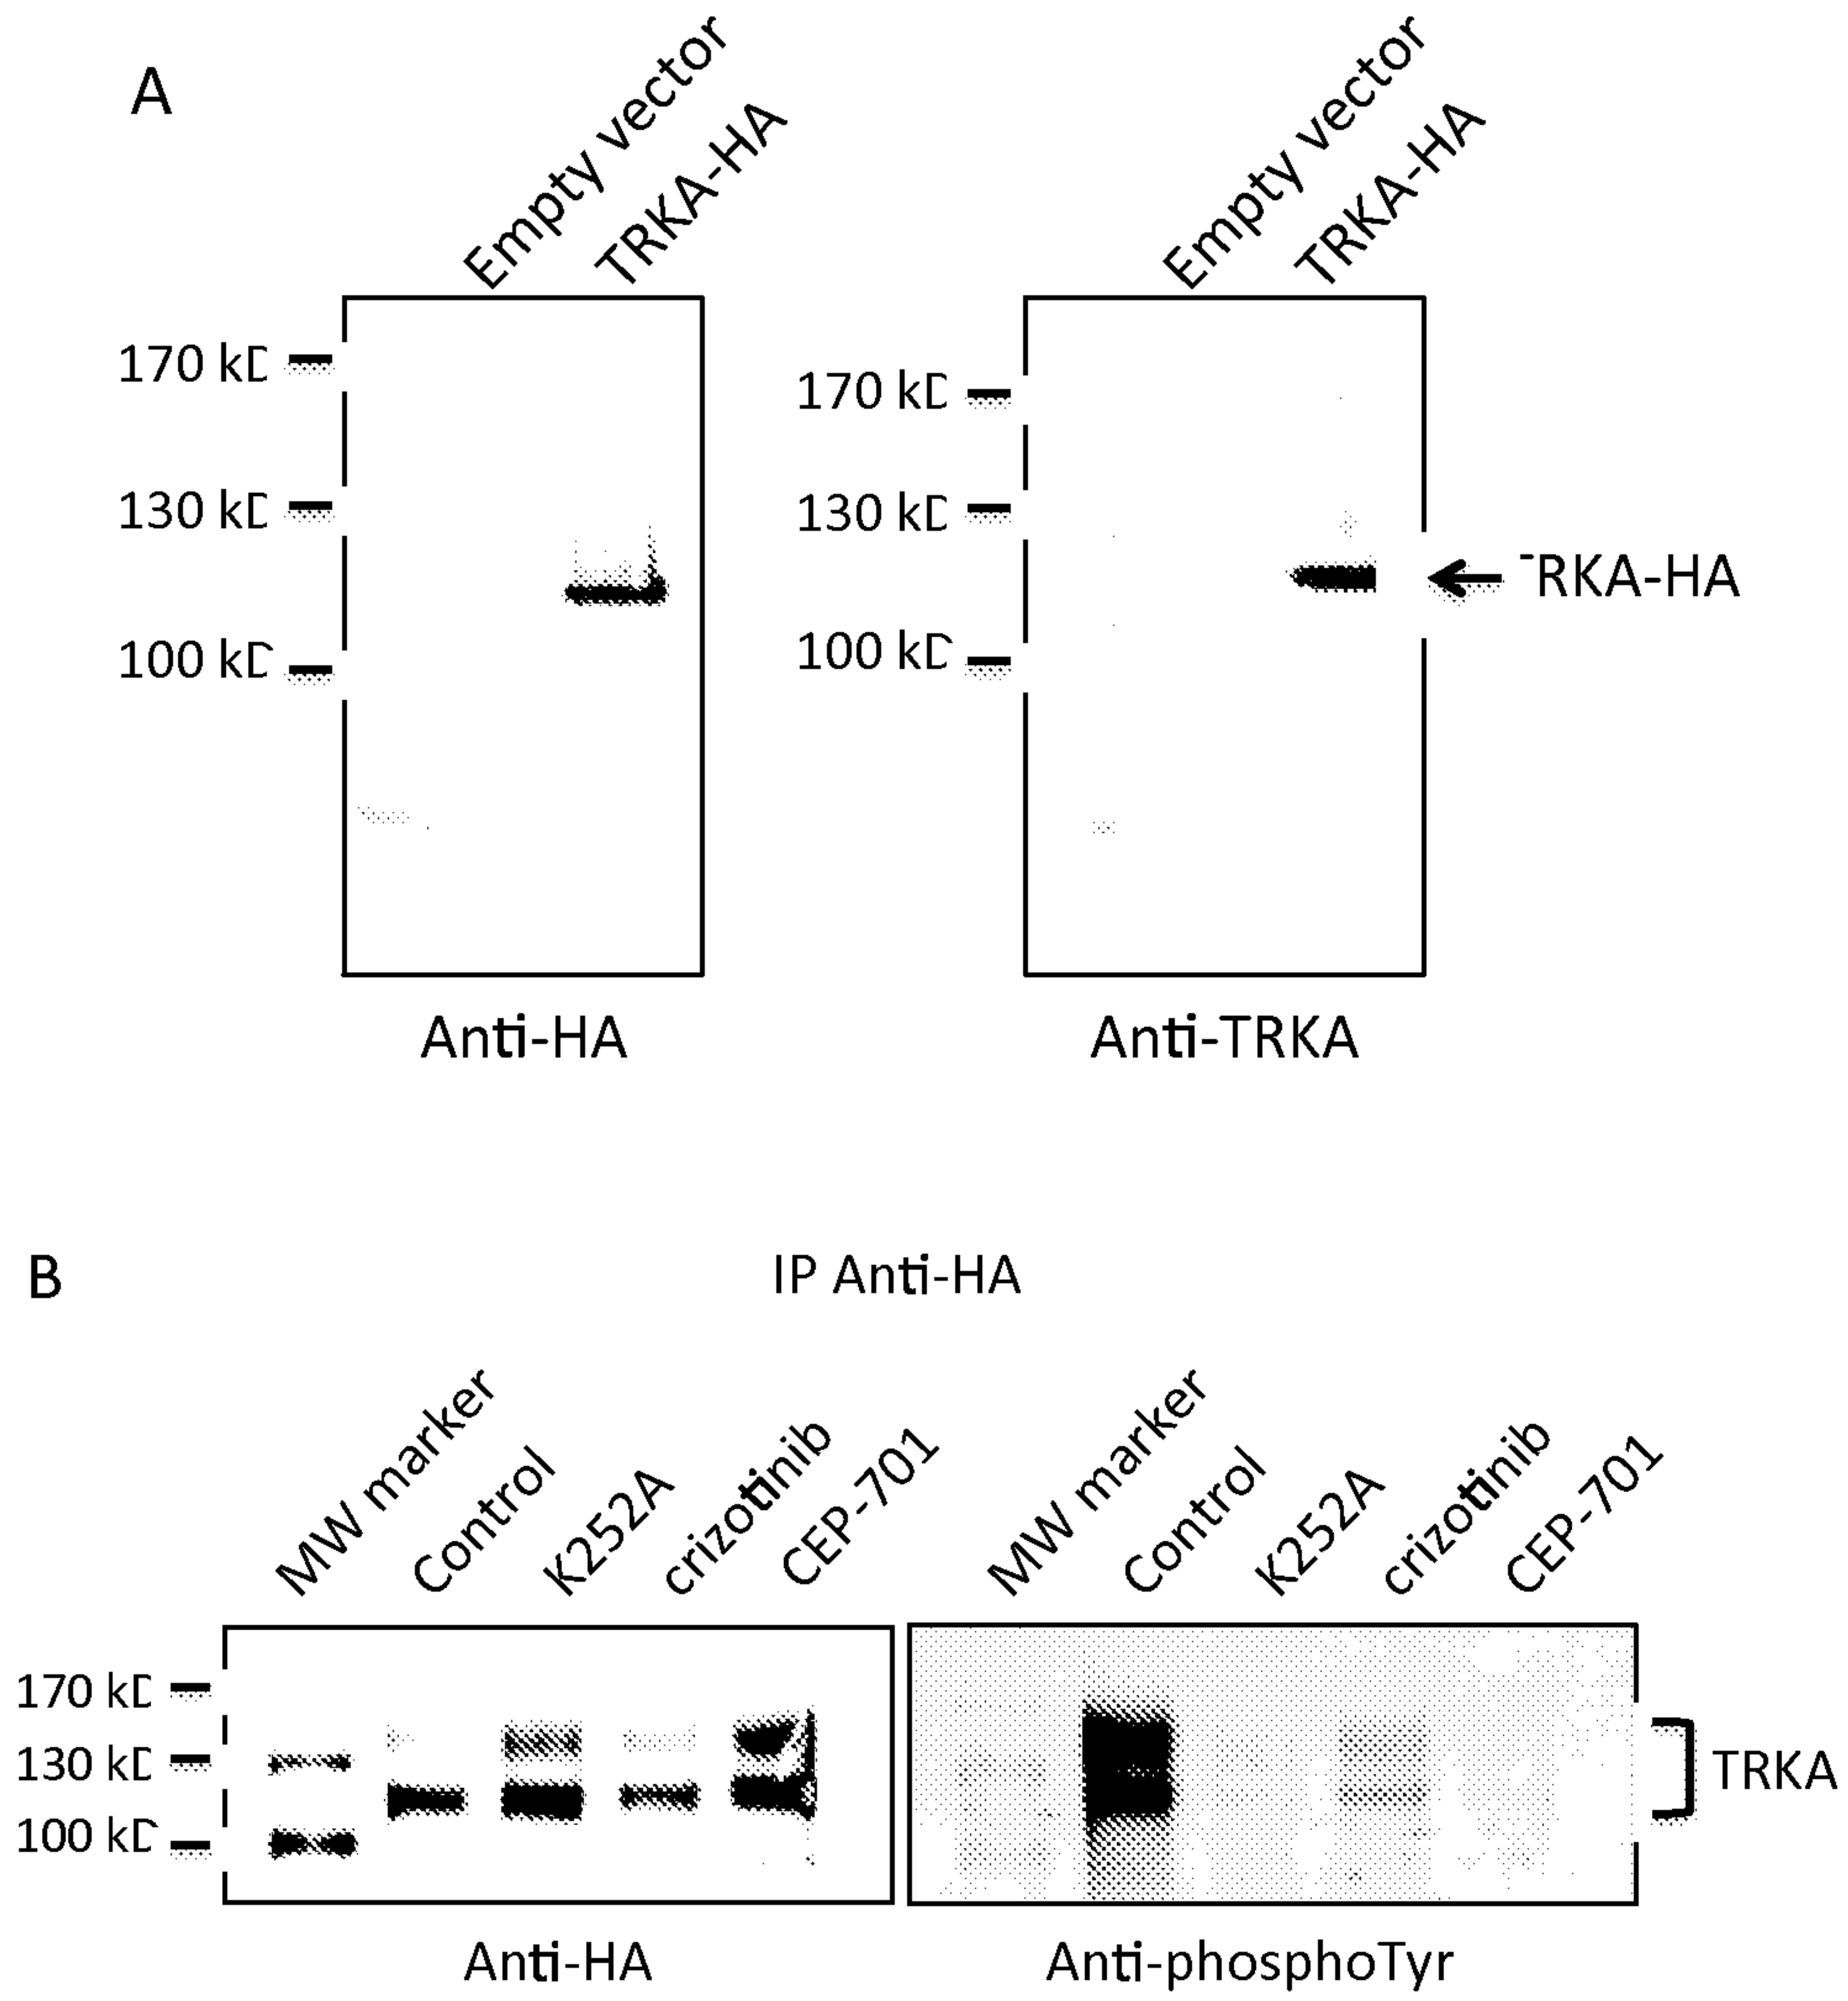 A
Empty vector
TRKA-HA
Empty vector
TRKA-HA
170 kD
130 kD
100 kD
170 kD
130 kD
100 kD
TRKA-HA
Anti-HA
Anti-TRKA
B
IP Anti-HA
MW marker
Control
K252A
crizotinib
CEP-701
MW marker
Control
K252A
crizotinib
CEP-701
170 kD
130 kD
100 kD
TRKA
Anti-HA
Anti-phosphoTyr